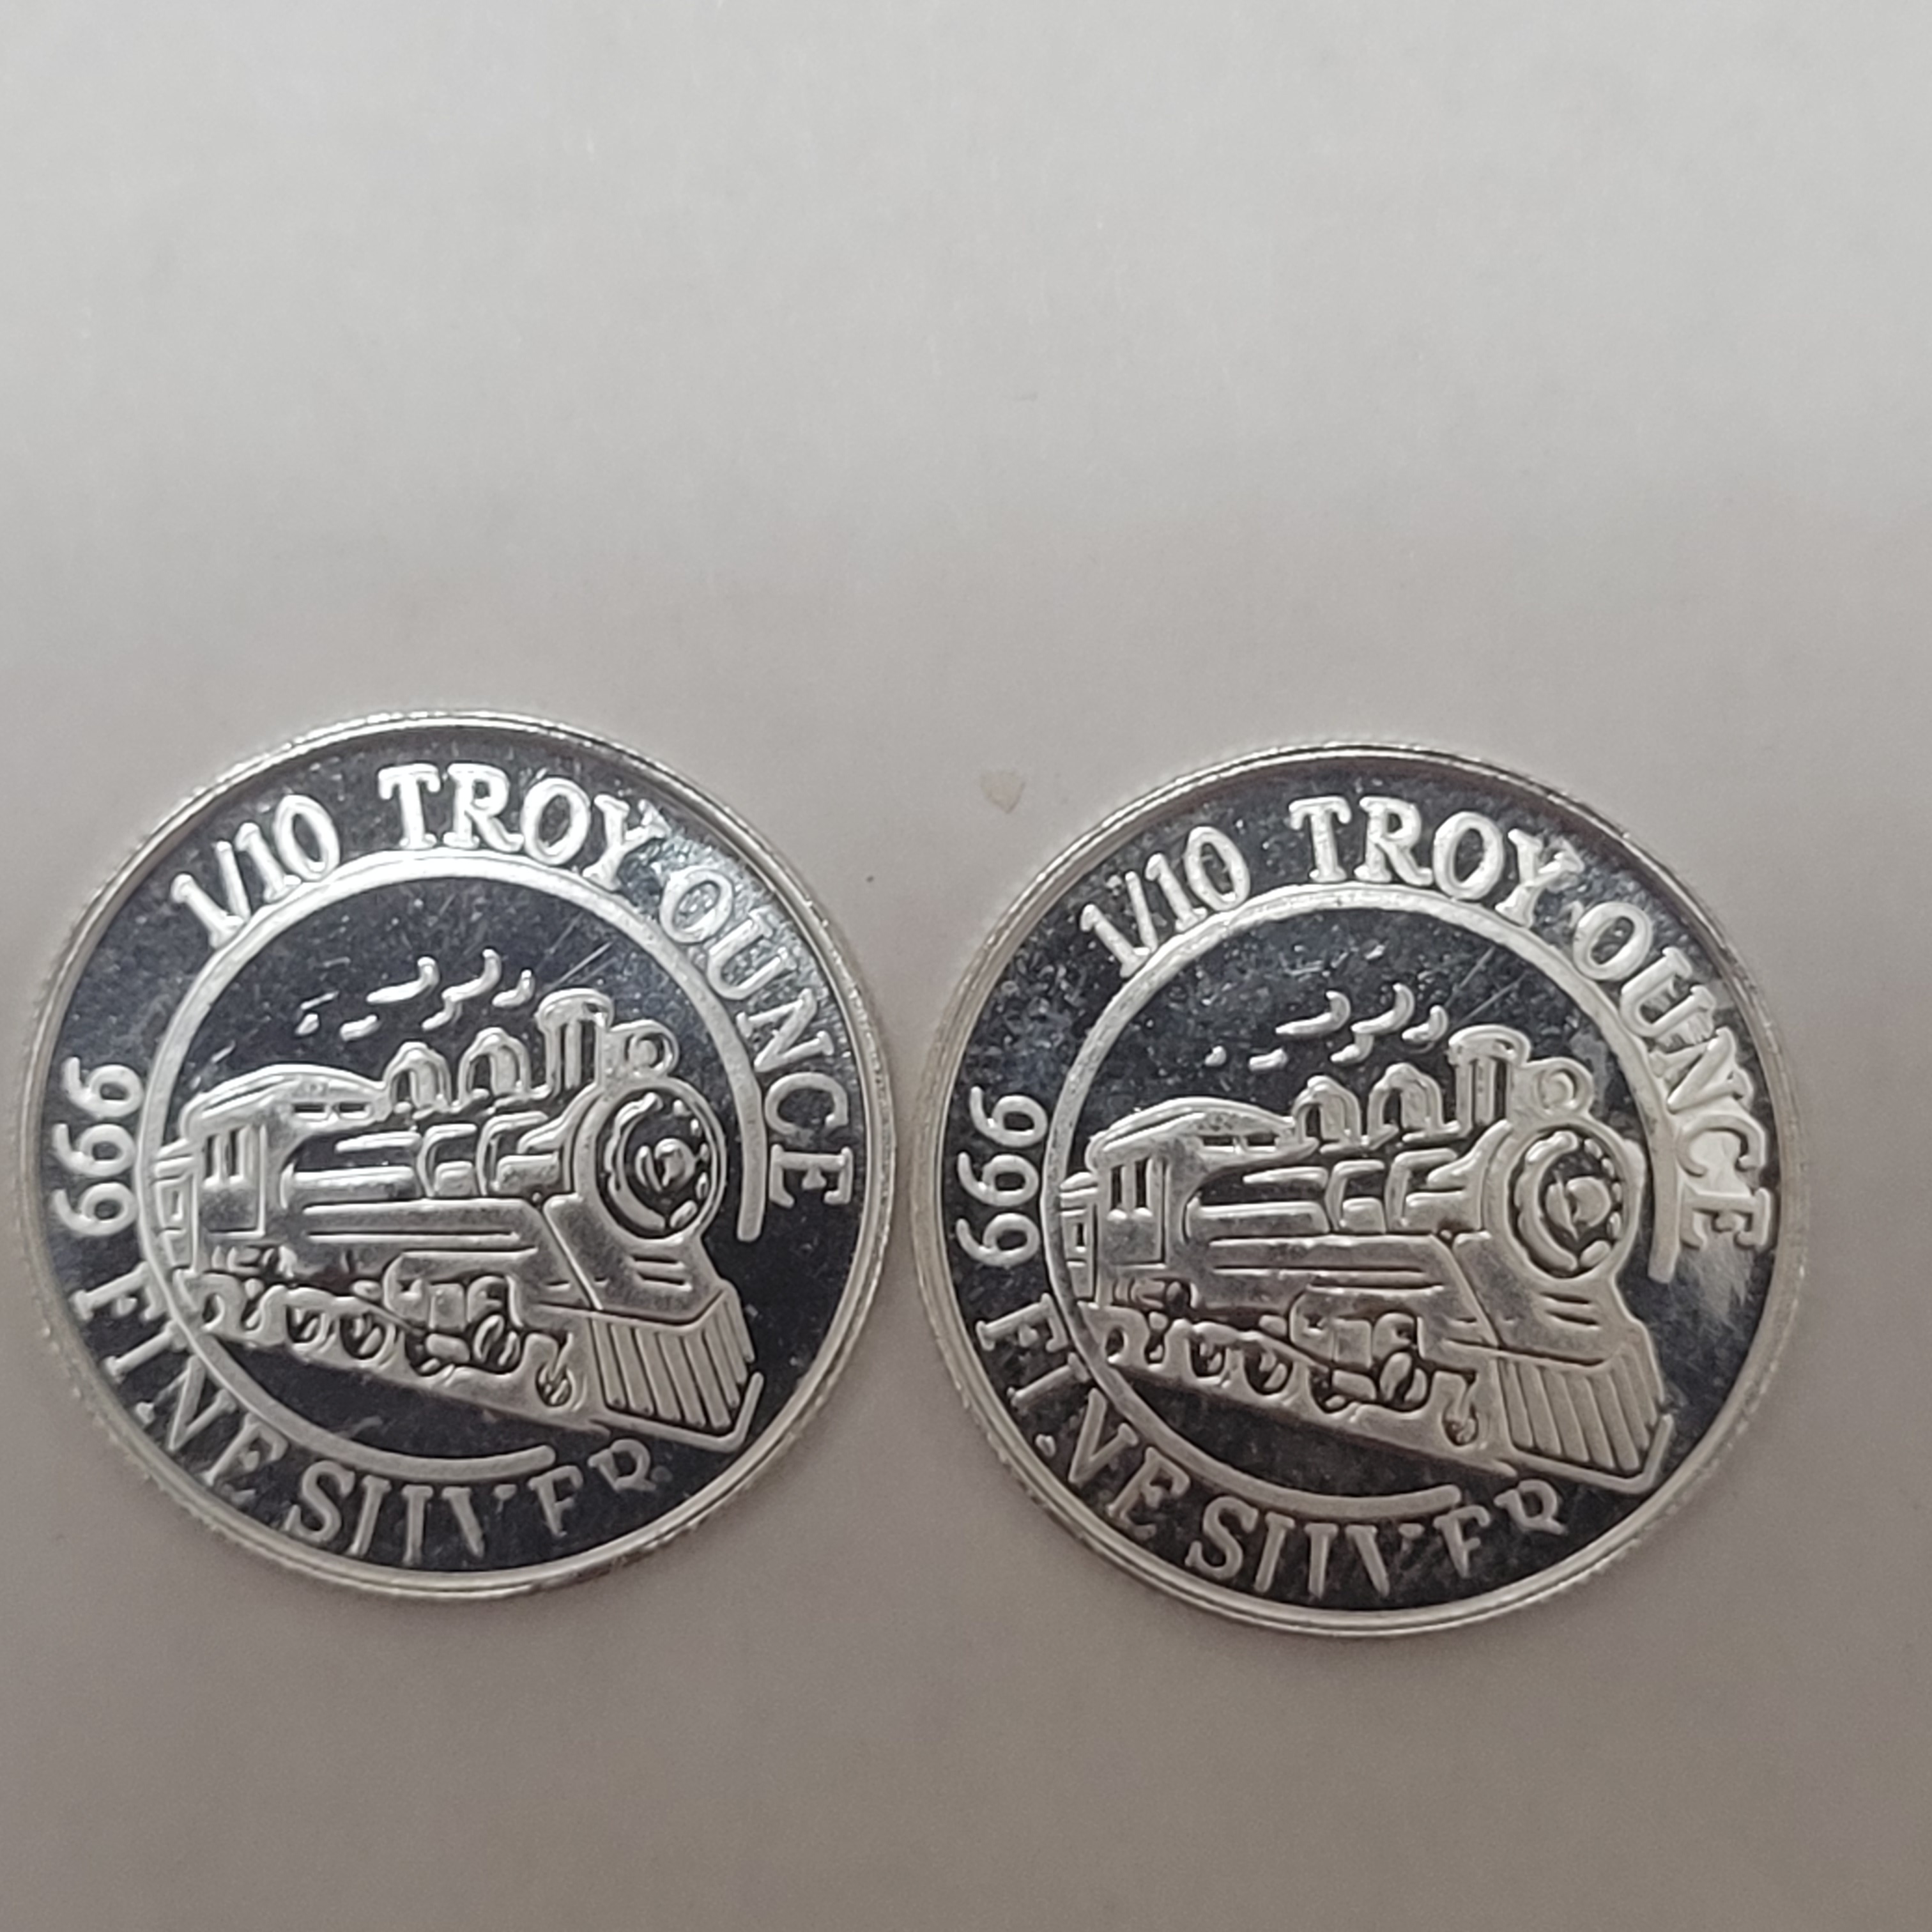 1/10 TROY OUNCE
999 FINE SILVER
1/10 TROY OUNCE
999 FINE SILVER